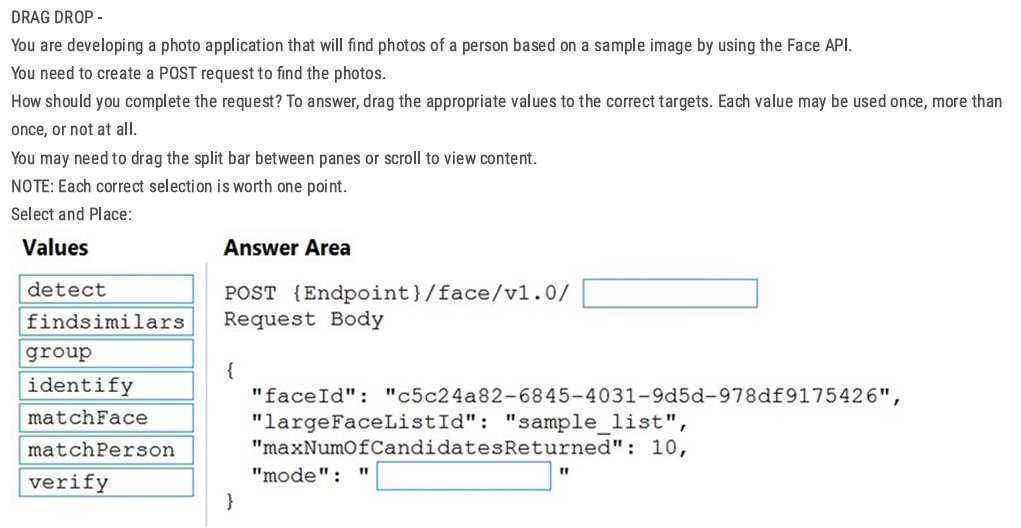 DRAG DROP -
You are developing a photo application that will find photos of a person based on a sample image by using the Face API.
You need to create a POST request to find the photos.
How should you complete the request? To answer, drag the appropriate values to the correct targets. Each value may be used once, more than
once, or not at all.
You may need to drag the split bar between panes or scroll to view content.
NOTE: Each correct selection is worth one point.
Select and Place:
Values
detect
findsimilars
group
identify
matchFace
matchPerson
verify
Answer Area
POST {Endpoint}/face/v1.0/
Request Body
{
"faceId": "c5c24a82-6845-4031-9d5d-978df9175426",
"largeFaceListId": "sample_list",
"maxNumOfCandidatesReturned": 10,
"mode": " "
}